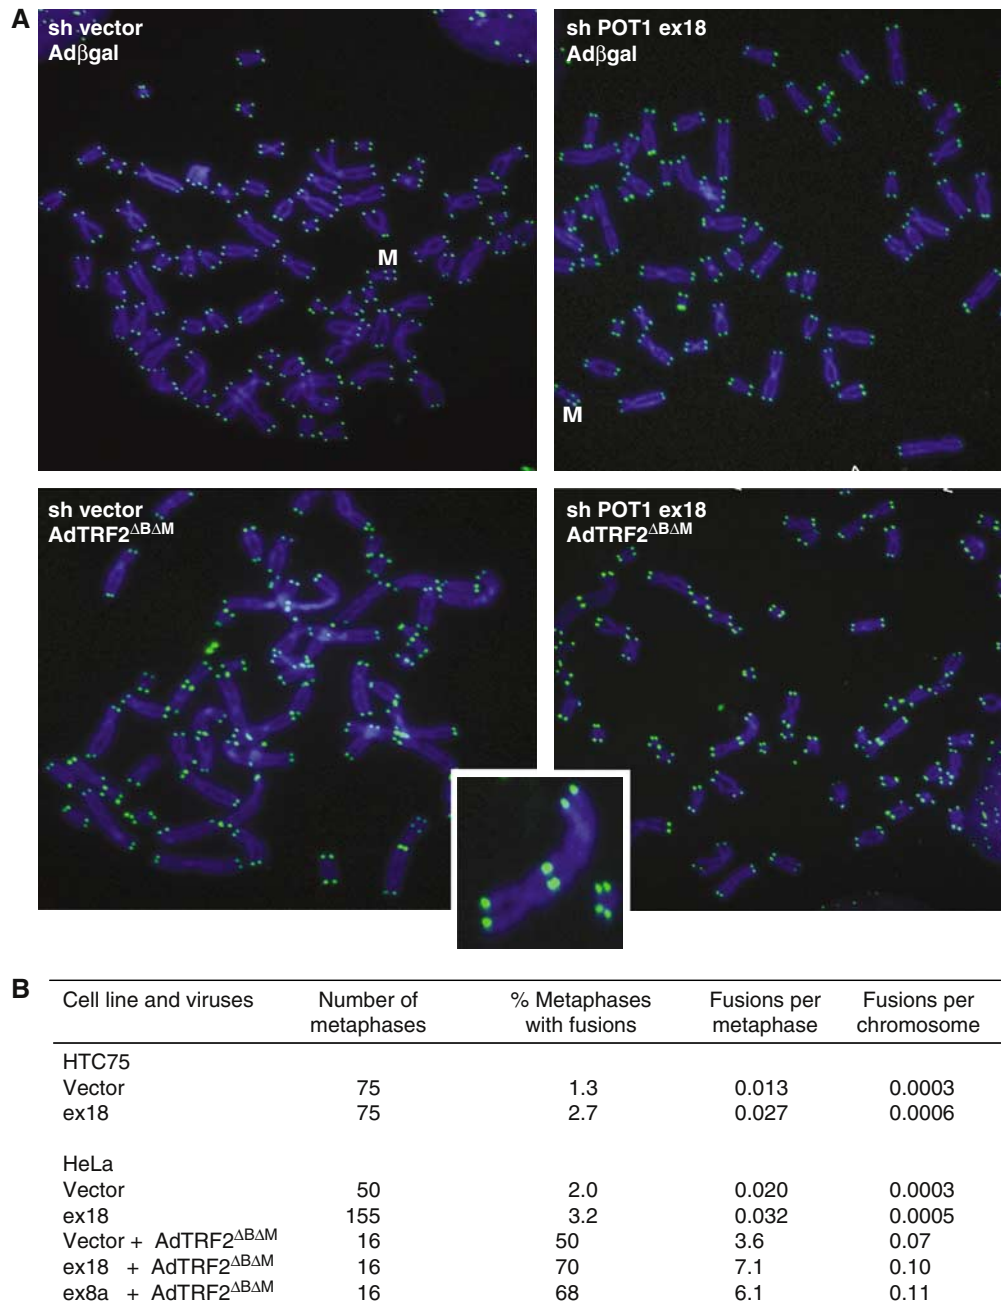 A
sh vector
Adβgal
M
sh POT1 ex18
Adβgal
M
sh vector
AdTRF2ΔBΔM
sh POT1 ex18
AdTRF2ΔBΔM
B
Cell line and viruses Number of metaphases % Metaphases with fusions Fusions per metaphase Fusions per chromosome
HTC75
Vector 75 1.3 0.013 0.0003
ex18 75 2.7 0.027 0.0006
HeLa
Vector 50 2.0 0.020 0.0003
ex18 155 3.2 0.032 0.0005
Vector + AdTRF2ΔBΔM 16 50 3.6 0.07
ex18 + AdTRF2ΔBΔM 16 70 7.1 0.10
ex8a + AdTRF2ΔBΔM 16 68 6.1 0.11